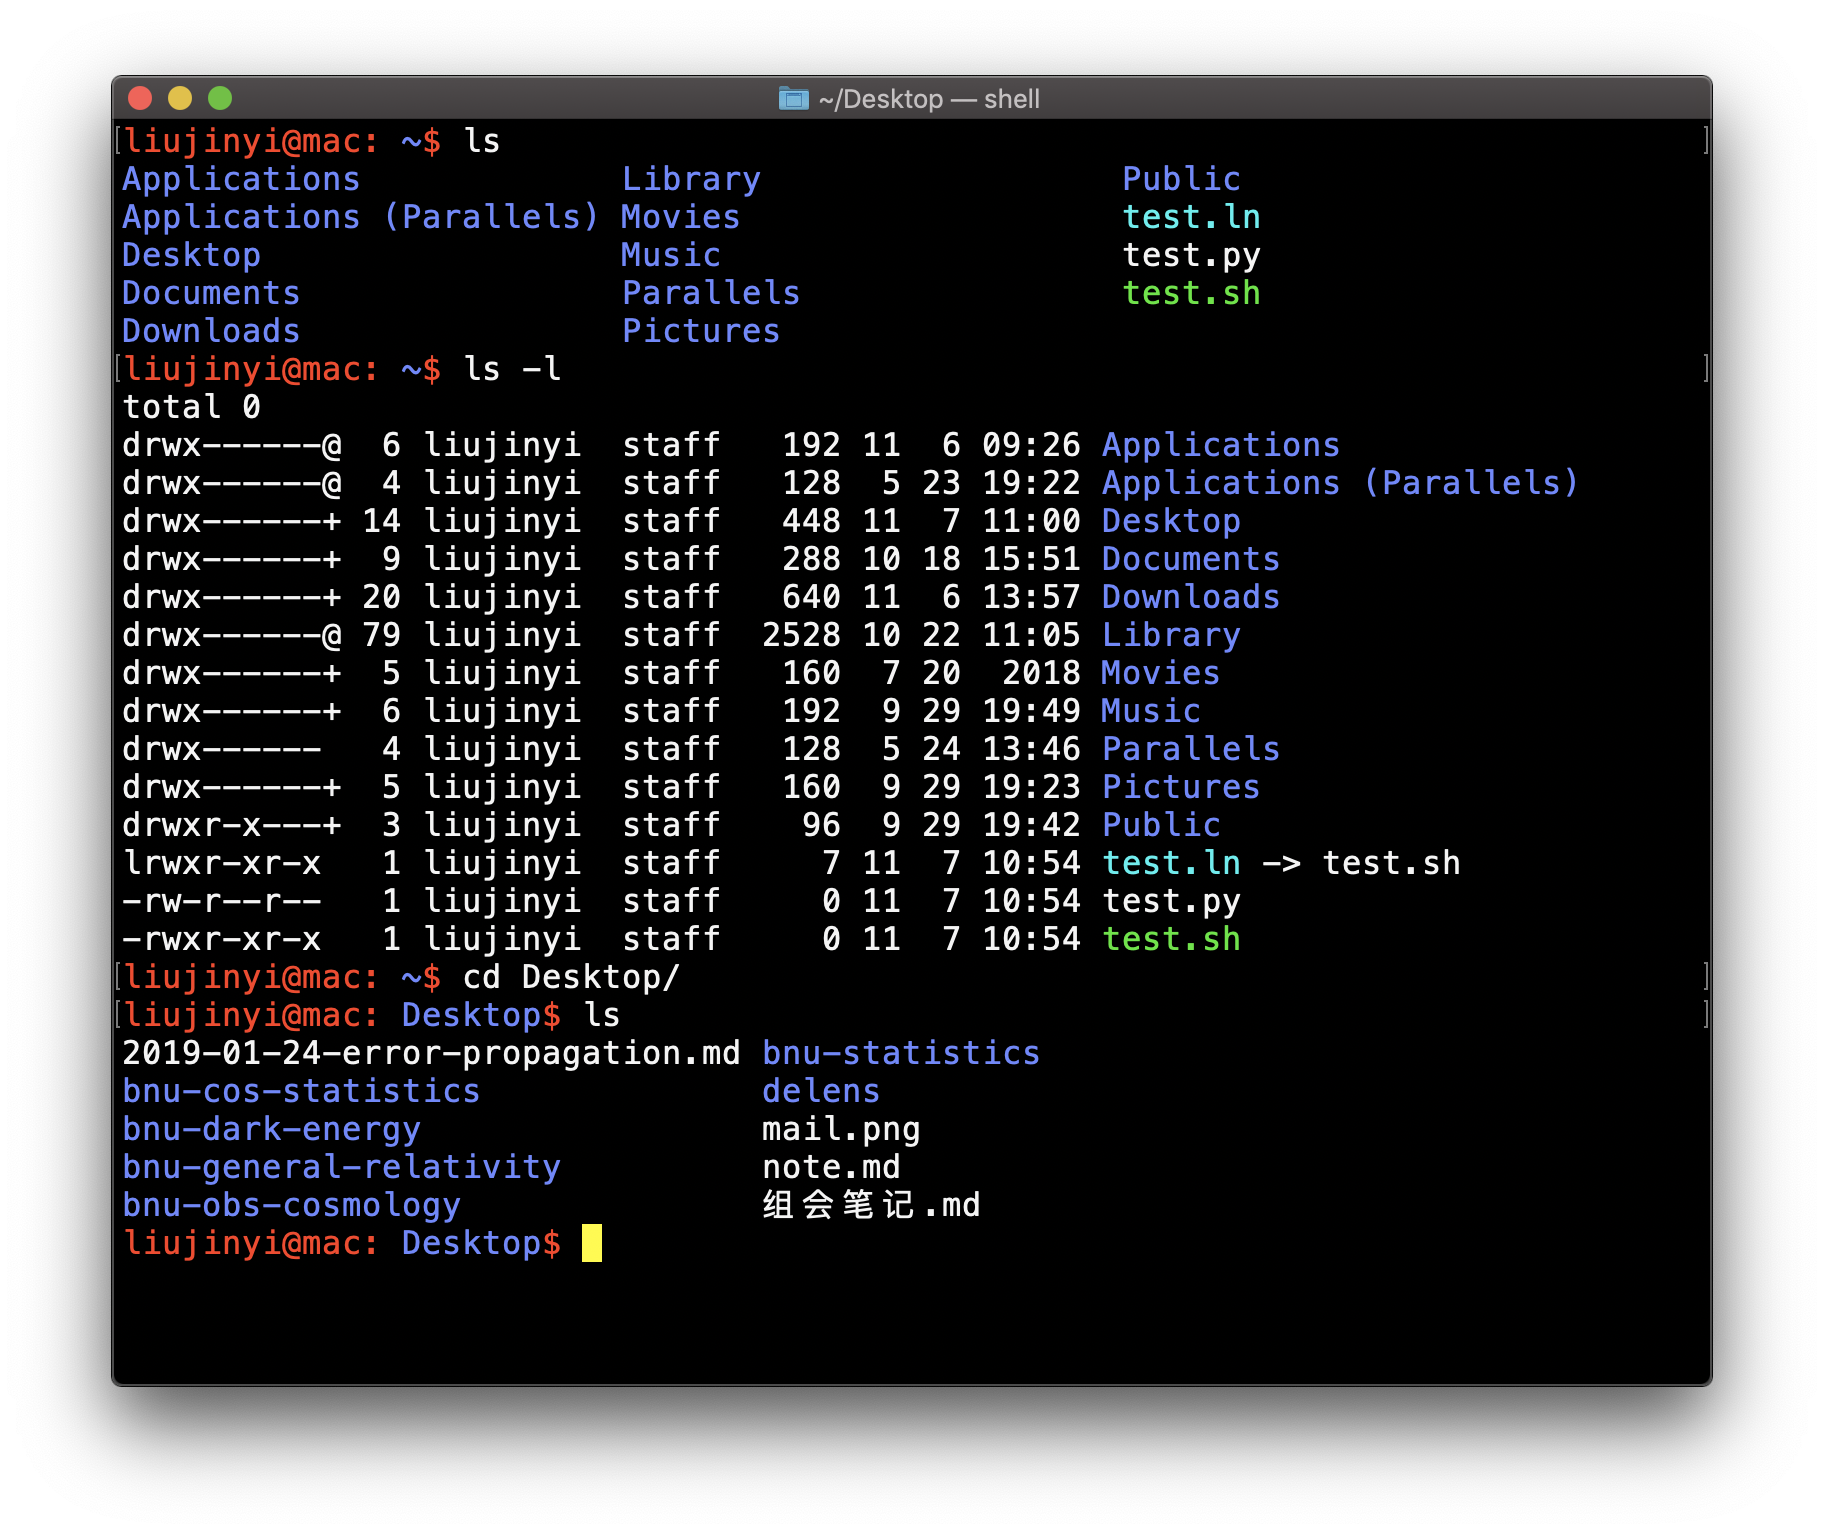 ~/Desktop — shell
liujinyi@mac: ~$ ls
Applications             Library                  Public
Applications (Parallels) Movies                   test.ln
Desktop                  Music                    test.py
Documents                Parallels                test.sh
Downloads                Pictures
liujinyi@mac: ~$ ls -l
total 0
drwx------@  6 liujinyi  staff   192 11  6 09:26 Applications
drwx------@  4 liujinyi  staff   128  5 23 19:22 Applications (Parallels)
drwx------+ 14 liujinyi  staff   448 11  7 11:00 Desktop
drwx------+  9 liujinyi  staff   288 10 18 15:51 Documents
drwx------+ 20 liujinyi  staff   640 11  6 13:57 Downloads
drwx------@ 79 liujinyi  staff  2528 10 22 11:05 Library
drwx------+  5 liujinyi  staff   160  7 20  2018 Movies
drwx------+  6 liujinyi  staff   192  9 29 19:49 Music
drwx------   4 liujinyi  staff   128  5 24 13:46 Parallels
drwx------+  5 liujinyi  staff   160  9 29 19:23 Pictures
drwxr-x---+  3 liujinyi  staff    96  9 29 19:42 Public
lrwxr-xr-x   1 liujinyi  staff     7 11  7 10:54 test.ln -> test.sh
-rw-r--r--   1 liujinyi  staff     0 11  7 10:54 test.py
-rwxr-xr-x   1 liujinyi  staff     0 11  7 10:54 test.sh
liujinyi@mac: ~$ cd Desktop/
liujinyi@mac: Desktop$ ls
2019-01-24-error-propagation.md bnu-statistics
bnu-cos-statistics              delens
bnu-dark-energy                 mail.png
bnu-general-relativity          note.md
bnu-obs-cosmology               组会笔记.md
liujinyi@mac: Desktop$